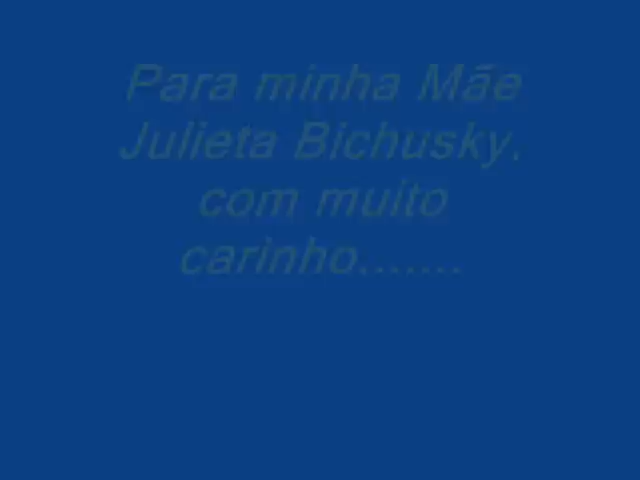 Para minha Mãe
Julieta Bichusky,
com muito
carinho.......